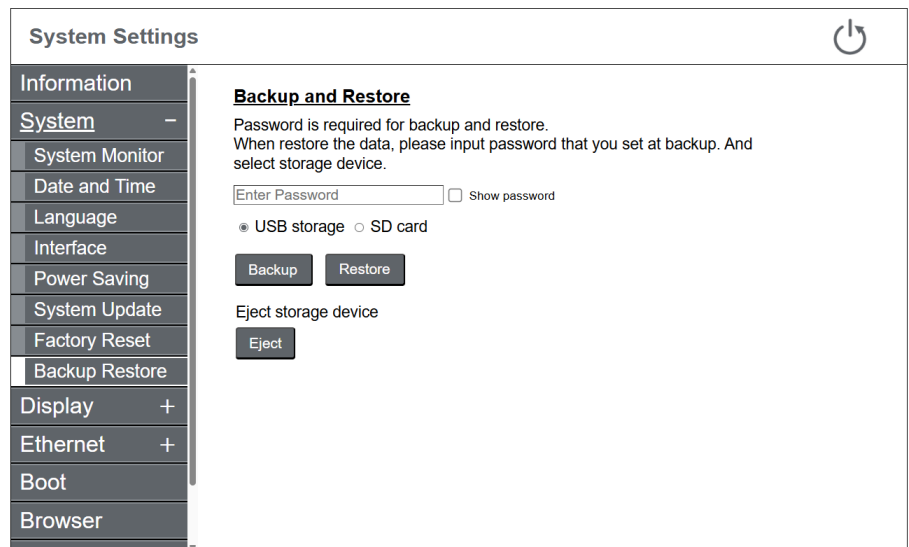 System Settings
Information
System −
System Monitor
Date and Time
Language
Interface
Power Saving
System Update
Factory Reset
Backup Restore
Display +
Ethernet +
Boot
Browser
Backup and Restore
Password is required for backup and restore.
When restore the data, please input password that you set at backup. And
select storage device.
Enter Password Show password
USB storage SD card
Backup Restore
Eject storage device
Eject